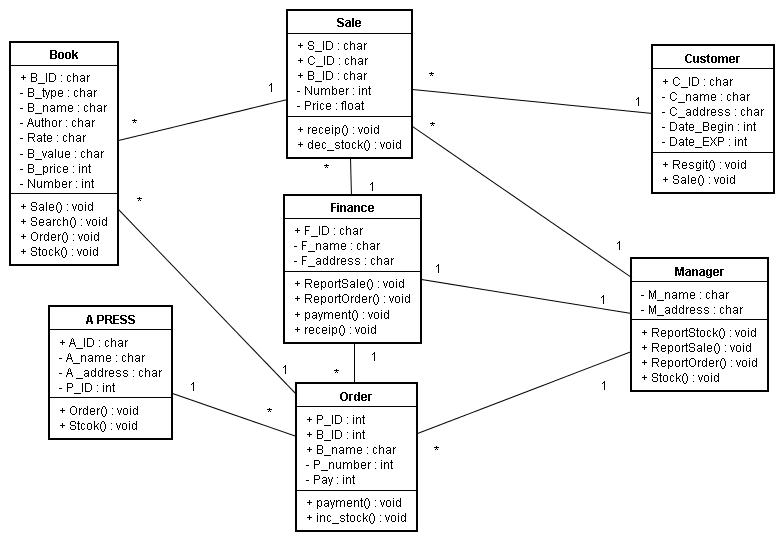 Sale
+ S_ID : char
+ C_ID : char
+ B_ID : char
- Number : int
- Price : float
+ receip() : void
+ dec_stock() : void
Book
+ B_ID : char
- B_type : char
- B_name : char
- Author : char
- Rate : char
- B_value : char
- B_price : int
- Number : int
+ Sale() : void
+ Search() : void
+ Order() : void
+ Stock() : void
Customer
+ C_ID : char
- C_name : char
- C_address : char
- Date_Begin : int
- Date_EXP : int
+ Resgit() : void
+ Sale() : void
1
*
*
1
*
*
1
*
1
Finance
+ F_ID : char
- F_name : char
- F_address : char
+ ReportSale() : void
+ ReportOrder() : void
+ payment() : void
+ receip() : void
1
1
1
Manager
- M_name : char
- M_address : char
+ ReportStock() : void
+ ReportSale() : void
+ ReportOrder() : void
+ Stock() : void
A PRESS
+ A_ID : char
- A_name : char
- A _address : char
- P_ID : int
+ Order() : void
+ Stcok() : void
1
*
1
*
1
1
*
Order
+ P_ID : int
+ B_ID : int
+ B_name : char
- P_number : int
- Pay : int
+ payment() : void
+ inc_stock() : void